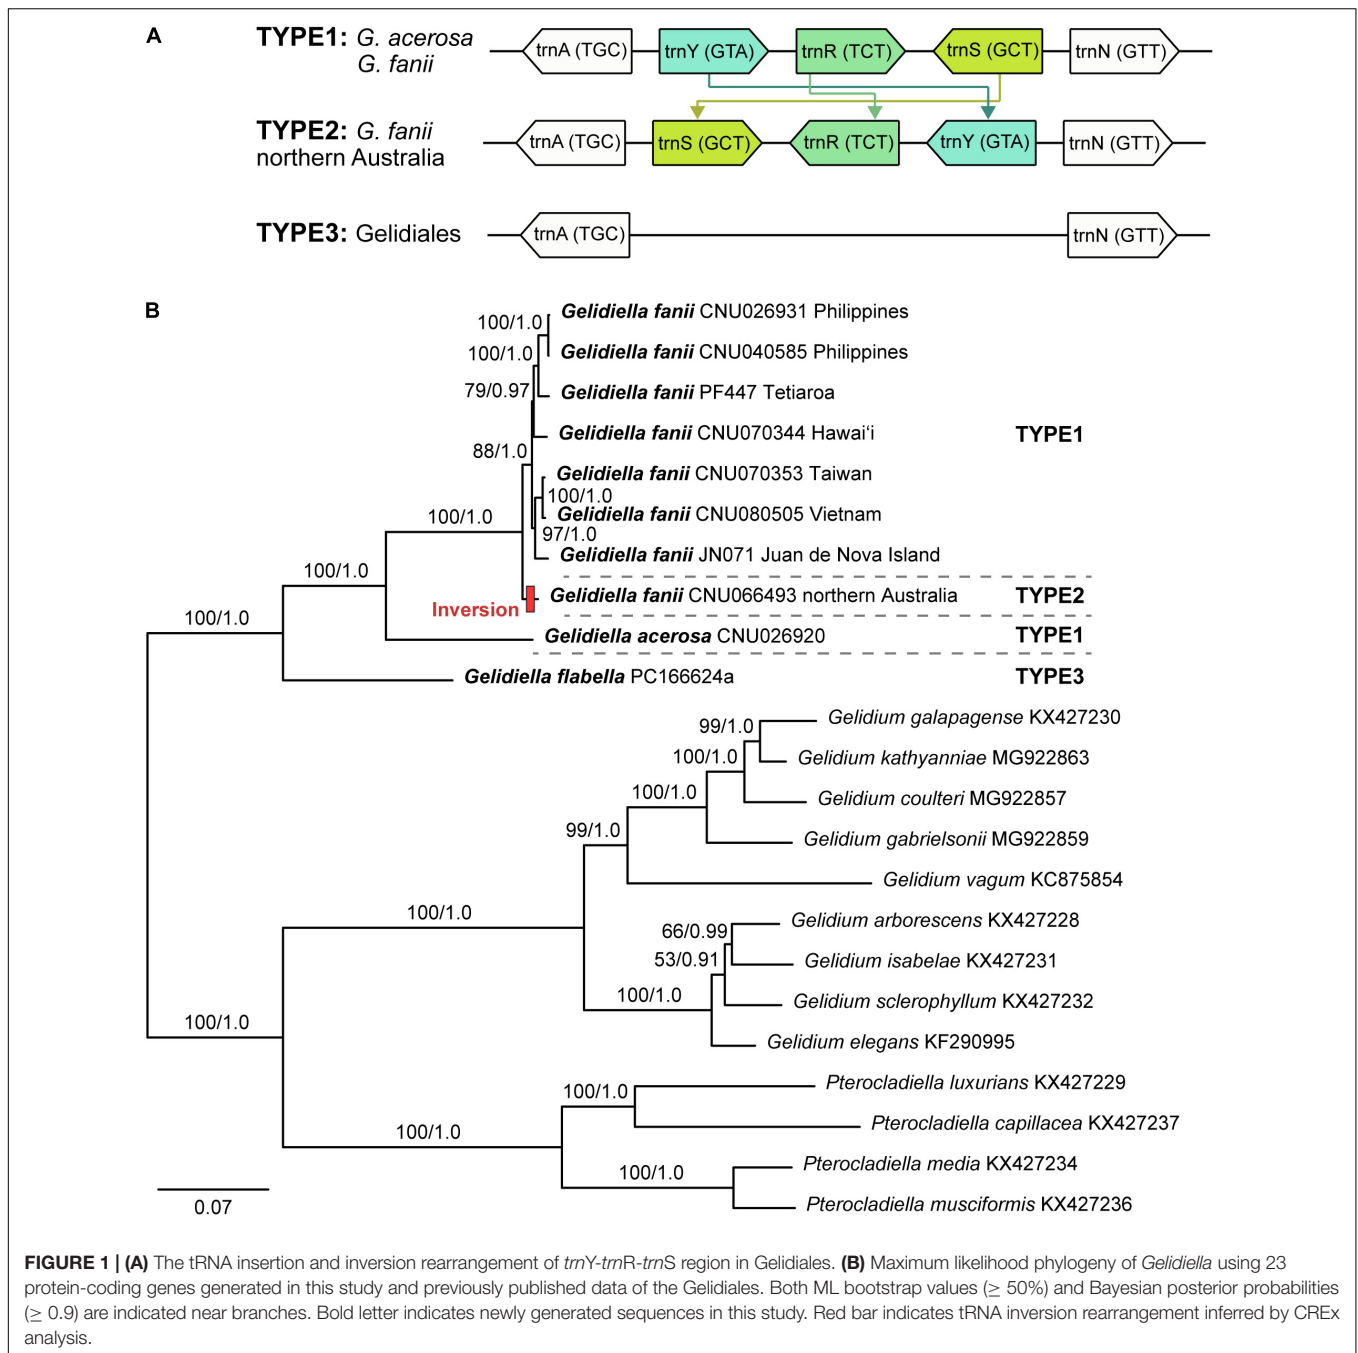 A
TYPE1: G. acerosa
G. fanii
trnA (TGC) trnY (GTA) trnR (TCT) trnS (GCT) trnN (GTT)
TYPE2: G. fanii
northern Australia
trnA (TGC) trnS (GCT) trnR (TCT) trnY (GTA) trnN (GTT)
TYPE3: Gelidiales
trnA (TGC) trnN (GTT)
B
Gelidiella fanii CNU026931 Philippines
100/1.0
Gelidiella fanii CNU040585 Philippines
100/1.0
Gelidiella fanii PF447 Tetiaroa
79/0.97
Gelidiella fanii CNU070344 Hawai‘i
TYPE1
88/1.0
Gelidiella fanii CNU070353 Taiwan
100/1.0
Gelidiella fanii CNU080505 Vietnam
100/1.0
97/1.0
Gelidiella fanii JN071 Juan de Nova Island
100/1.0
Gelidiella fanii CNU066493 northern Australia
TYPE2
Inversion
100/1.0
Gelidiella acerosa CNU026920
TYPE1
Gelidiella flabella PC166624a
TYPE3
Gelidium galapagense KX427230
99/1.0
Gelidium kathyanniae MG922863
100/1.0
Gelidium coulteri MG922857
100/1.0
Gelidium gabrielsonii MG922859
99/1.0
Gelidium vagum KC875854
100/1.0
Gelidium arborescens KX427228
66/0.99
Gelidium isabelae KX427231
53/0.91
Gelidium sclerophyllum KX427232
100/1.0
Gelidium elegans KF290995
100/1.0
Pterocladiella luxurians KX427229
100/1.0
Pterocladiella capillacea KX427237
100/1.0
Pterocladiella media KX427234
100/1.0
Pterocladiella musciformis KX427236
0.07
FIGURE 1 | (A) The tRNA insertion and inversion rearrangement of trnY-trnR-trnS region in Gelidiales. (B) Maximum likelihood phylogeny of Gelidiella using 23
protein-coding genes generated in this study and previously published data of the Gelidiales. Both ML bootstrap values (≥ 50%) and Bayesian posterior probabilities
(≥ 0.9) are indicated near branches. Bold letter indicates newly generated sequences in this study. Red bar indicates tRNA inversion rearrangement inferred by CREx
analysis.